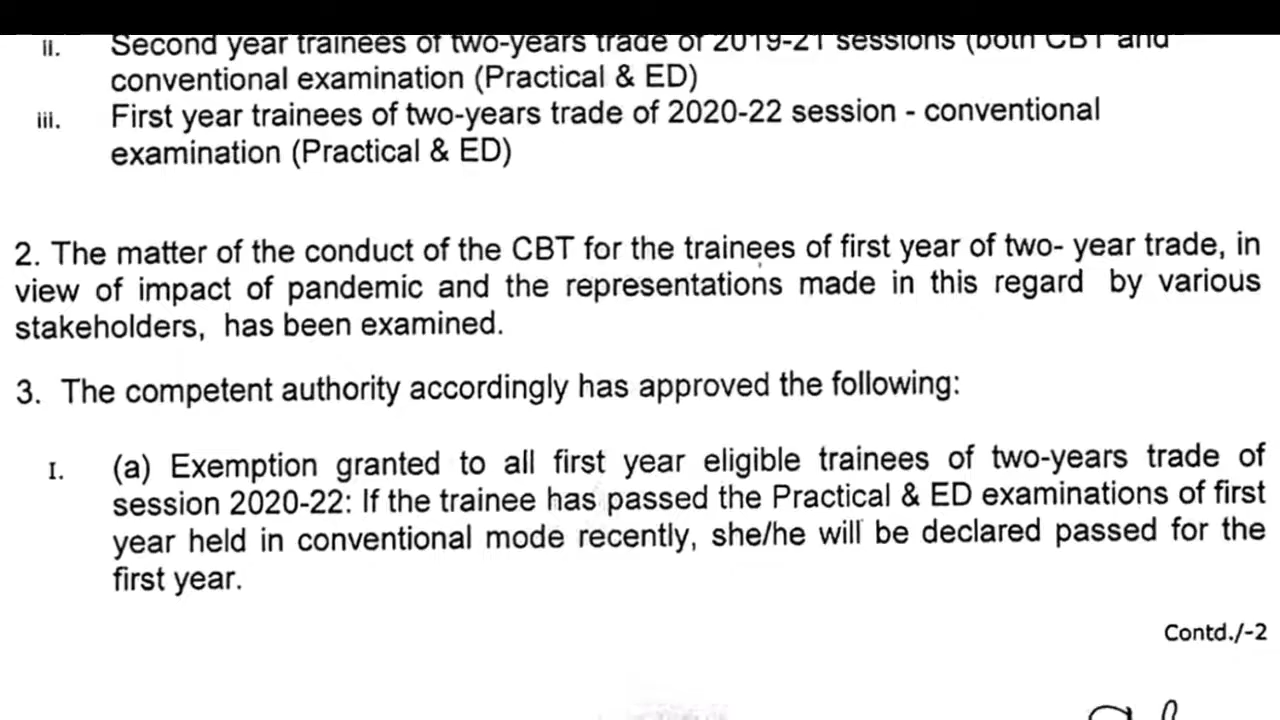 ii. Second year trainees of two-years trade of 2019-21 sessions (both CBT and
conventional examination (Practical & ED)
iii. First year trainees of two-years trade of 2020-22 session - conventional
examination (Practical & ED)
2. The matter of the conduct of the CBT for the trainees of first year of two- year trade, in
view of impact of pandemic and the representations made in this regard by various
stakeholders, has been examined.
3. The competent authority accordingly has approved the following:
I. (a) Exemption granted to all first year eligible trainees of two-years trade of
session 2020-22: If the trainee has passed the Practical & ED examinations of first
year held in conventional mode recently, she/he will be declared passed for the
first year.
Contd./-2